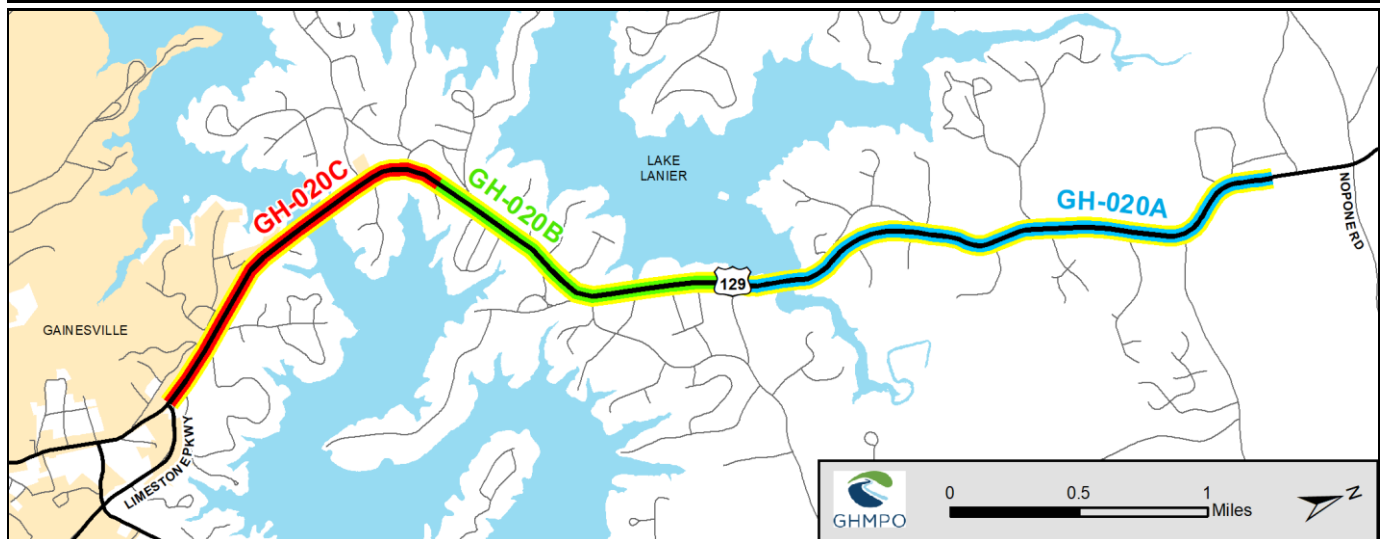 LAKE
LANIER
GH-020C
GH-020B
GH-020A
NOPONE RD
129
GAINESVILLE
LIMESTONE PKWY
GHMPO
0 0.5 1
Miles
N